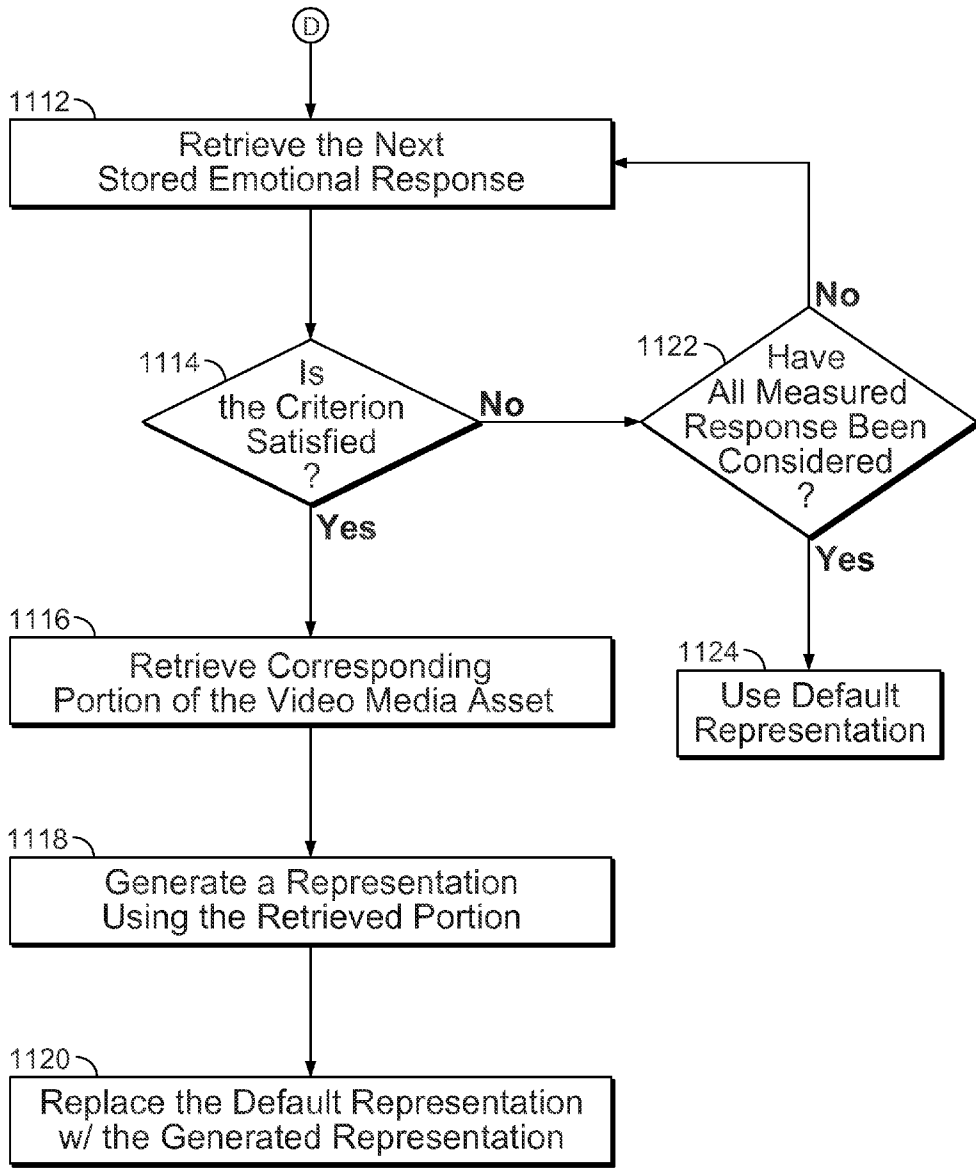 D
1112
Retrieve the Next
Stored Emotional Response
1114
Is
the Criterion
Satisfied
?
No
Yes
1122
Have
All Measured
Response Been
Considered
?
No
Yes
1116
Retrieve Corresponding
Portion of the Video Media Asset
1124
Use Default
Representation
1118
Generate a Representation
Using the Retrieved Portion
1120
Replace the Default Representation
w/ the Generated Representation